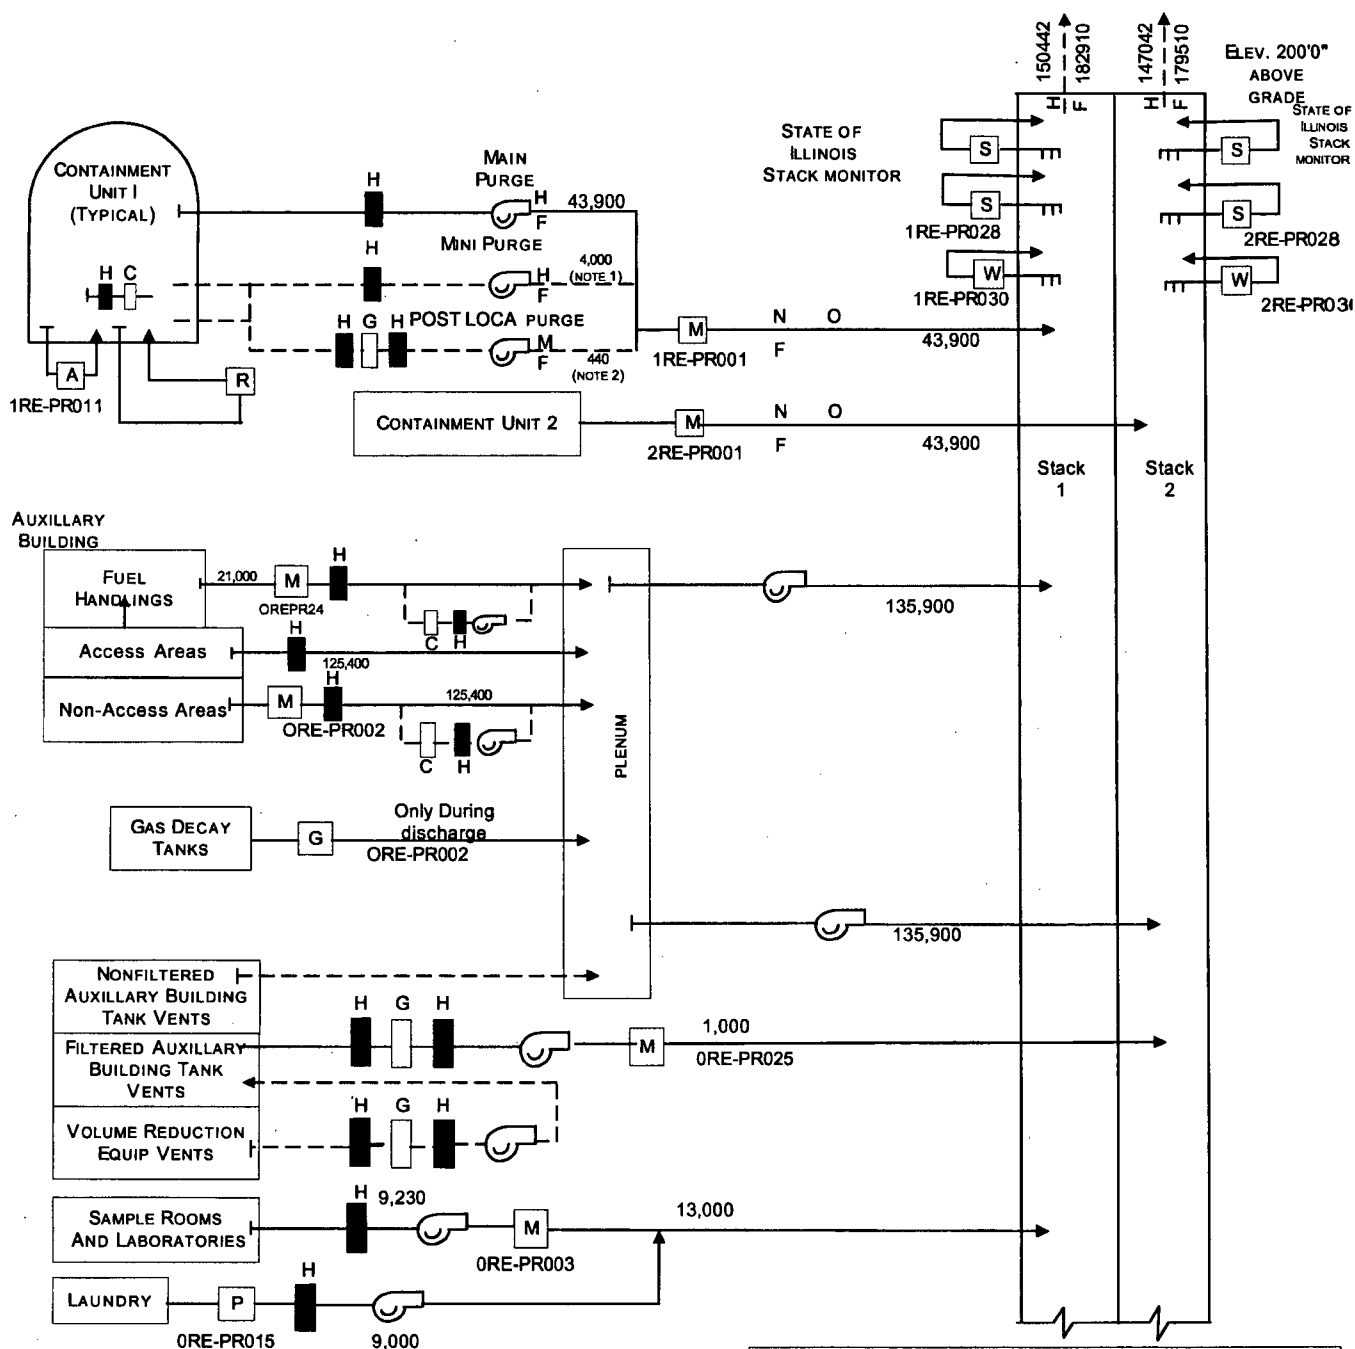 150442
182910
147042
179510
H
F
H
F
ELEV. 200'0"
ABOVE
GRADE
STATE OF
ILLINOIS
STACK
MONITOR
STATE OF
ILLINOIS
STACK MONITOR
S
S
S
S
1RE-PR028
2RE-PR028
W
W
1RE-PR030
2RE-PR03
CONTAINMENT
UNIT I
(TYPICAL)
H
C
A
R
1RE-PR011
MAIN
PURGE
H
H
F
43,900
MINI PURGE
H
H
F
4,000
(NOTE 1)
POST LOCA PURGE
H
G
H
M
F
440
(NOTE 2)
M
1RE-PR001
N
O
F
43,900
CONTAINMENT UNIT 2
M
2RE-PR001
N
O
F
43,900
Stack
1
Stack
2
AUXILLARY
BUILDING
FUEL
HANDLINGS
21,000
M
OREPR24
H
C
H
135,900
Access Areas
H
125,400
Non-Access Areas
M
ORE-PR002
H
125,400
C
H
PLENUM
GAS DECAY
TANKS
G
Only During
discharge
ORE-PR002
135,900
NONFILTERED
AUXILLARY BUILDING
TANK VENTS
FILTERED AUXILLARY
BUILDING TANK
VENTS
H
G
H
M
1,000
0RE-PR025
VOLUME REDUCTION
EQUIP VENTS
H
G
H
SAMPLE ROOMS
AND LABORATORIES
H
9,230
M
0RE-PR003
13,000
LAUNDRY
P
0RE-PR015
H
9,000